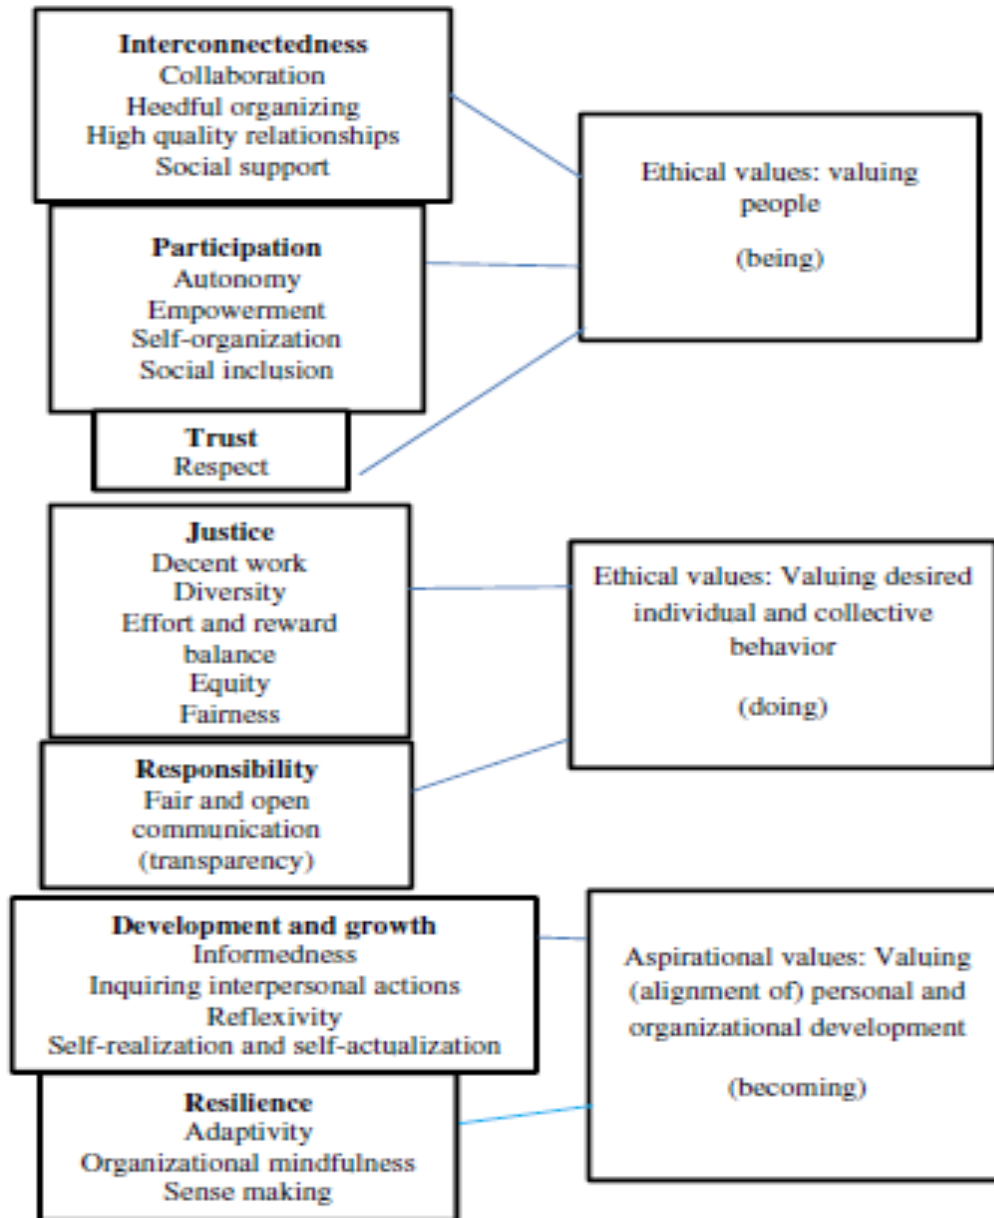 Interconnectedness
Collaboration
Heedful organizing
High quality relationships
Social support
Participation
Autonomy
Empowerment
Self-organization
Social inclusion
Trust
Respect
Ethical values: valuing
people
(being)
Justice
Decent work
Diversity
Effort and reward
balance
Equity
Fairness
Responsibility
Fair and open
communication
(transparency)
Ethical values: Valuing desired
individual and collective
behavior
(doing)
Development and growth
Informedness
Inquiring interpersonal actions
Reflexivity
Self-realization and self-actualization
Resilience
Adaptivity
Organizational mindfulness
Sense making
Aspirational values: Valuing
(alignment of) personal and
organizational development
(becoming)